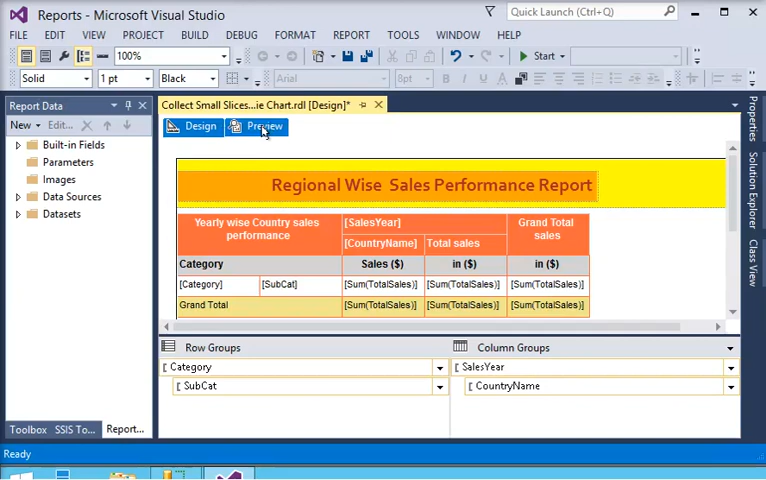 Reports - Microsoft Visual Studio
Quick Launch (Ctrl+Q)
FILE EDIT VIEW PROJECT BUILD DEBUG FORMAT REPORT TOOLS WINDOW HELP
100% Start
Solid 1 pt Black Arial 8pt B I U A
Report Data
Collect Small Slices...ie Chart.rdl [Design]*
New Edit...
Design Preview
Built-in Fields
Parameters
Images
Data Sources
Datasets
Regional Wise Sales Performance Report
Yearly wise Country sales performance [SalesYear] Grand Total sales
[CountryName] Total sales
Category Sales ($) in ($) in ($)
[Category] [SubCat] [Sum(TotalSales)] [Sum(TotalSales)] [Sum(TotalSales)]
Grand Total [Sum(TotalSales)] [Sum(TotalSales)] [Sum(TotalSales)]
Row Groups Column Groups
Category SalesYear
SubCat CountryName
Toolbox SSIS To... Report...
Properties
Solution Explorer
Class View
Ready